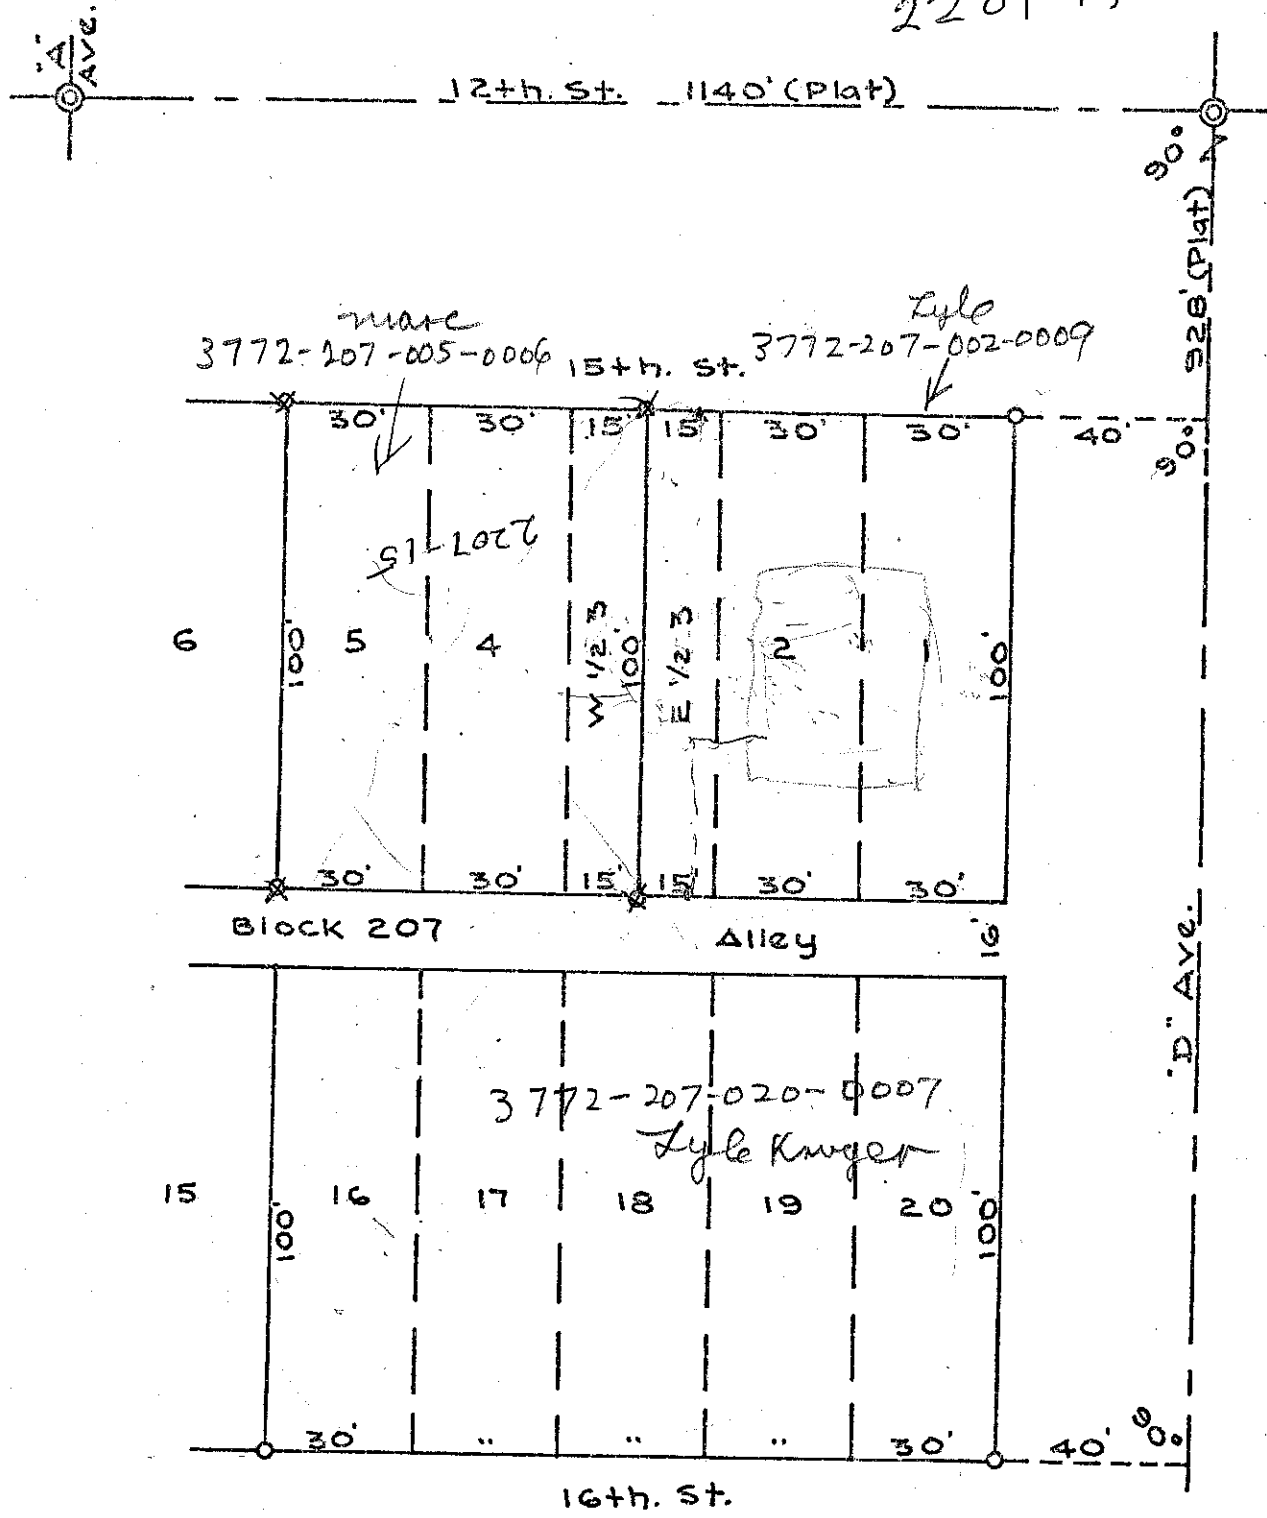 "A"
AVE.
12th. St. 1140' (Plat)
90°
928' (Plat)
marc
3772-207-005-0006
15th. St.
Lyle
3772-207-002-0009
30' 30' 15' 15' 30' 30' 40'
90°
2207-15
6 100' 5 4 W 1/2 3 100' E 1/2 3 2 1 100'
30' 30' 15' 15' 30' 30'
Block 207 Alley 16'
"D" Ave.
3772-207-020-0007
Lyle Kruger
15 100' 16 17 18 19 20 100'
30' " " " 30' 40' 90°
16th. St.